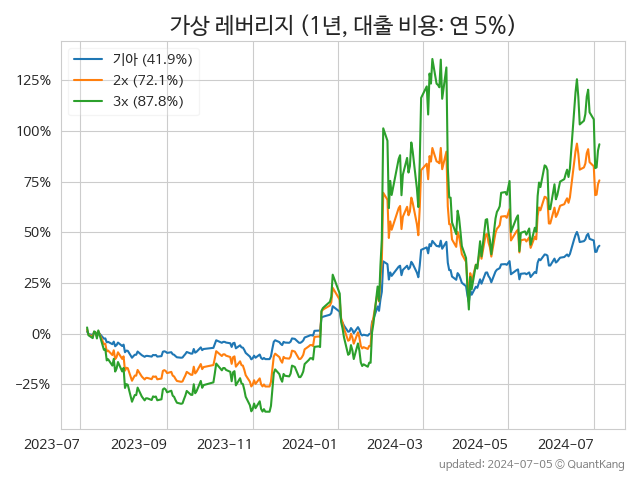 가상 레버리지 (1년, 대출 비용: 연 5%)
기아 (41.9%)
2x (72.1%)
3x (87.8%)
125%
100%
75%
50%
25%
0%
−25%
2023-07 2023-09 2023-11 2024-01 2024-03 2024-05 2024-07
updated: 2024-07-05 © QuantKang